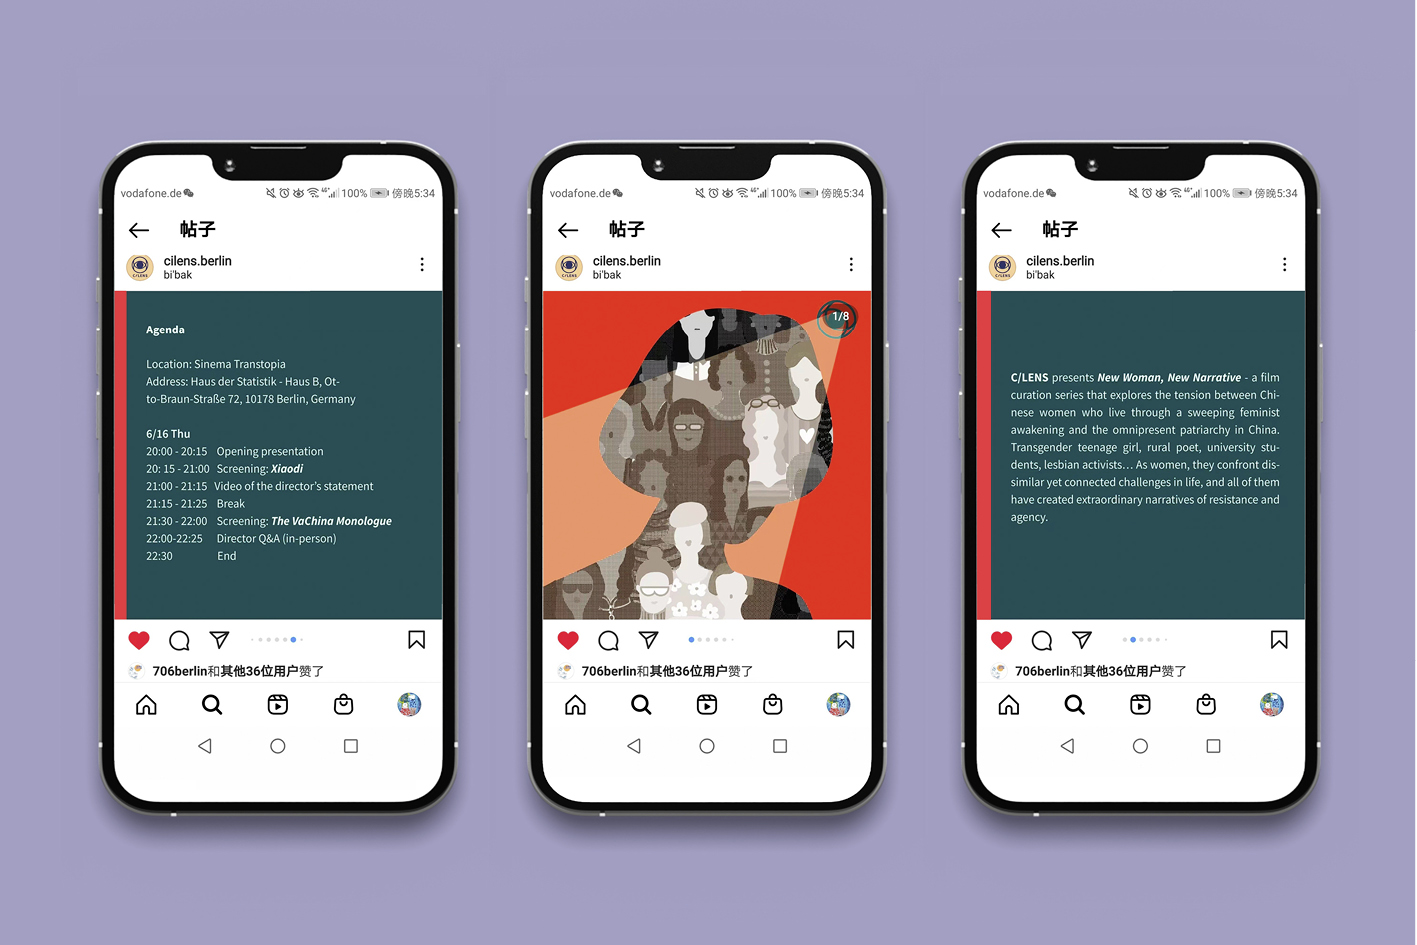 vodafone.de 100% 傍晚5:34
帖子
cilens.berlin
bi'bak
Agenda
Location: Sinema Transtopia
Address: Haus der Statistik - Haus B, Ot-
to-Braun-Straße 72, 10178 Berlin, Germany
6/16 Thu
20:00 - 20:15 Opening presentation
20: 15 - 21:00 Screening: Xiaodi
21:00 - 21:15 Video of the director's statement
21:15 - 21:25 Break
21:30 - 22:00 Screening: The VaChina Monologue
22:00-22:25 Director Q&A (in-person)
22:30 End
706berlin和其他36位用户赞了
vodafone.de 100% 傍晚5:34
帖子
C/LENS
cilens.berlin
bi'bak
1/8
706berlin和其他36位用户赞了
vodafone.de 100% 傍晚5:34
帖子
C/LENS
cilens.berlin
bi'bak
C/LENS presents New Woman, New Narrative - a film
curation series that explores the tension between Chi-
nese women who live through a sweeping feminist
awakening and the omnipresent patriarchy in China.
Transgender teenage girl, rural poet, university stu-
dents, lesbian activists... As women, they confront dis-
similar yet connected challenges in life, and all of them
have created extraordinary narratives of resistance and
agency.
706berlin和其他36位用户赞了